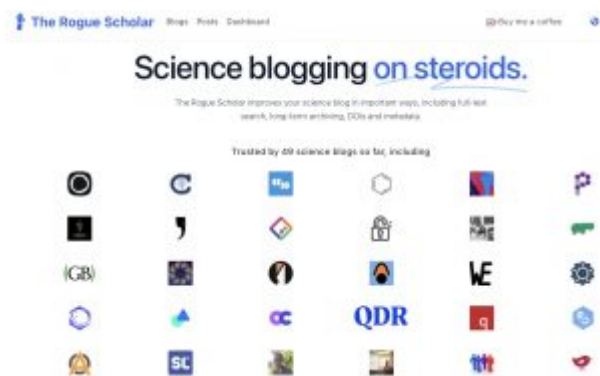 The Rogue Scholar Blogs Posts Dashboard Buy me a coffee
Science blogging on steroids.
The Rogue Scholar improves your science blog in important ways, including full-text
search, long-term archiving, DOIs and metadata.
Trusted by 49 science blogs so far, including
(GB)
WE
OC
QDR
q
SL